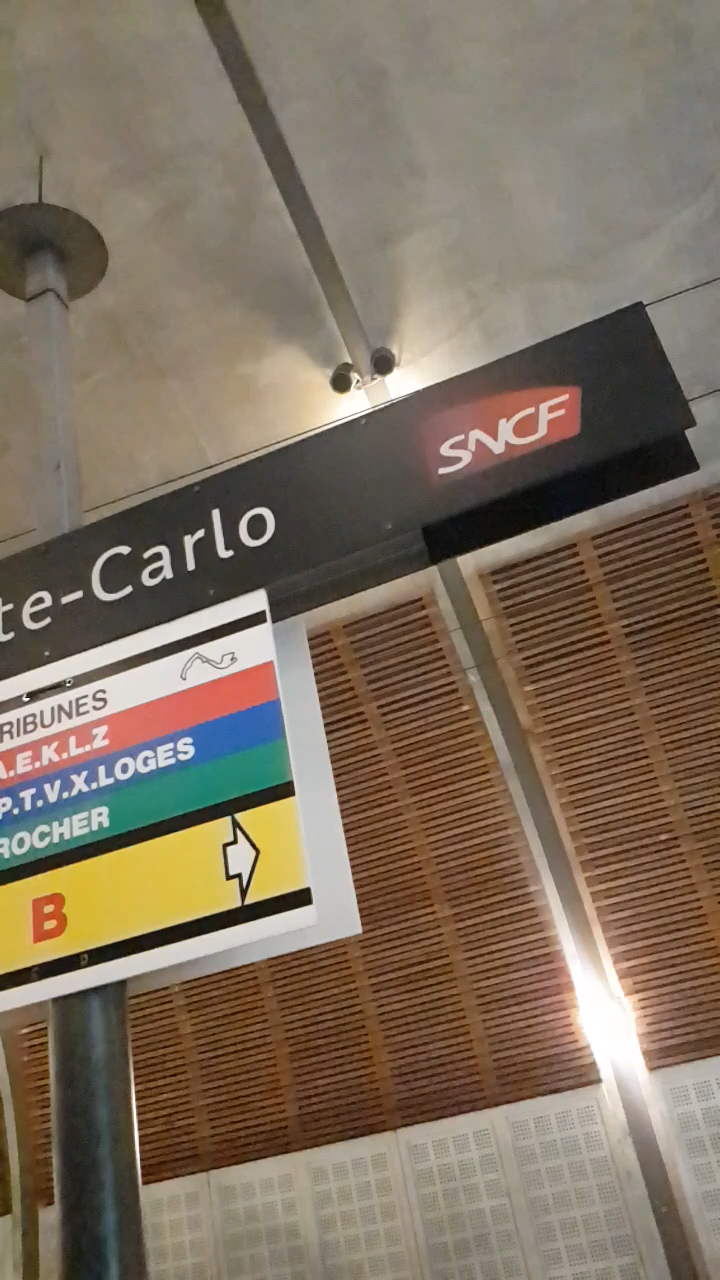 te-Carlo SNCF
RIBUNES
A.E.K.L.Z
P.T.V.X.LOGES
ROCHER
B